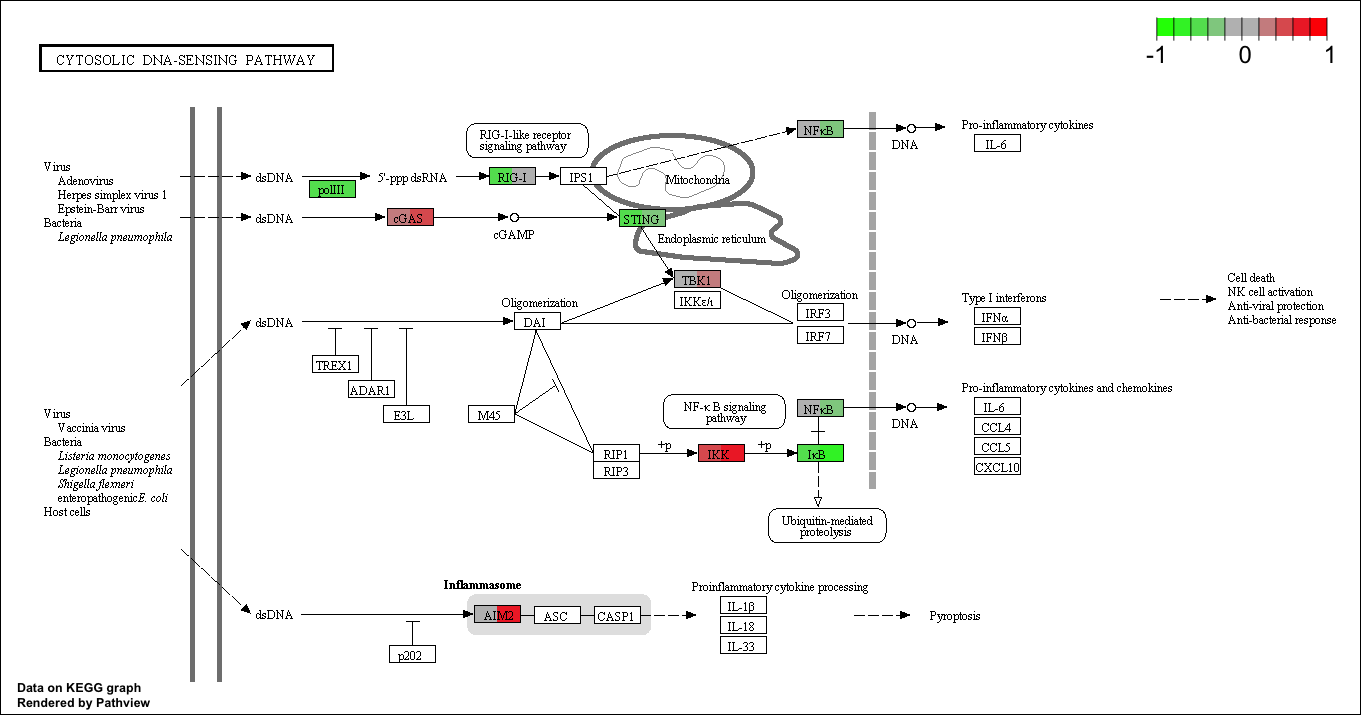 -1 0 1
CYTOSOLIC DNA-SENSING PATHWAY
RIG-I-like receptor
signaling pathway
NFκB
DNA
Pro-inflammatory cytokines
IL-6
Virus
Adenovirus
Herpes simplex virus 1
Epstein-Barr virus
Bacteria
Legionella pneumophila
dsDNA
polIII
5'-ppp dsRNA
RIG-I
IPS1
Mitochondria
dsDNA
cGAS
cGAMP
STING
Endoplasmic reticulum
TBK1
IKKε/ι
Oligomerization
dsDNA
DAI
TREX1
ADAR1
E3L
Oligomerization
IRF3
IRF7
DNA
Type I interferons
IFNα
IFNβ
Cell death
NK cell activation
Anti-viral protection
Anti-bacterial response
M45
NF-κ B signaling
pathway
NFκB
DNA
Pro-inflammatory cytokines and chemokines
IL-6
CCL4
CCL5
CXCL10
Virus
Vaccinia virus
Bacteria
Listeria monocytogenes
Legionella pneumophila
Shigella flexneri
enteropathogenicE. coli
Host cells
RIP1
RIP3
+p
IKK
+p
IκB
Ubiquitin-mediated
proteolysis
Inflammasome
dsDNA
p202
AIM2
ASC
CASP1
Proinflammatory cytokine processing
IL-1β
IL-18
IL-33
Pyroptosis
Data on KEGG graph
Rendered by Pathview